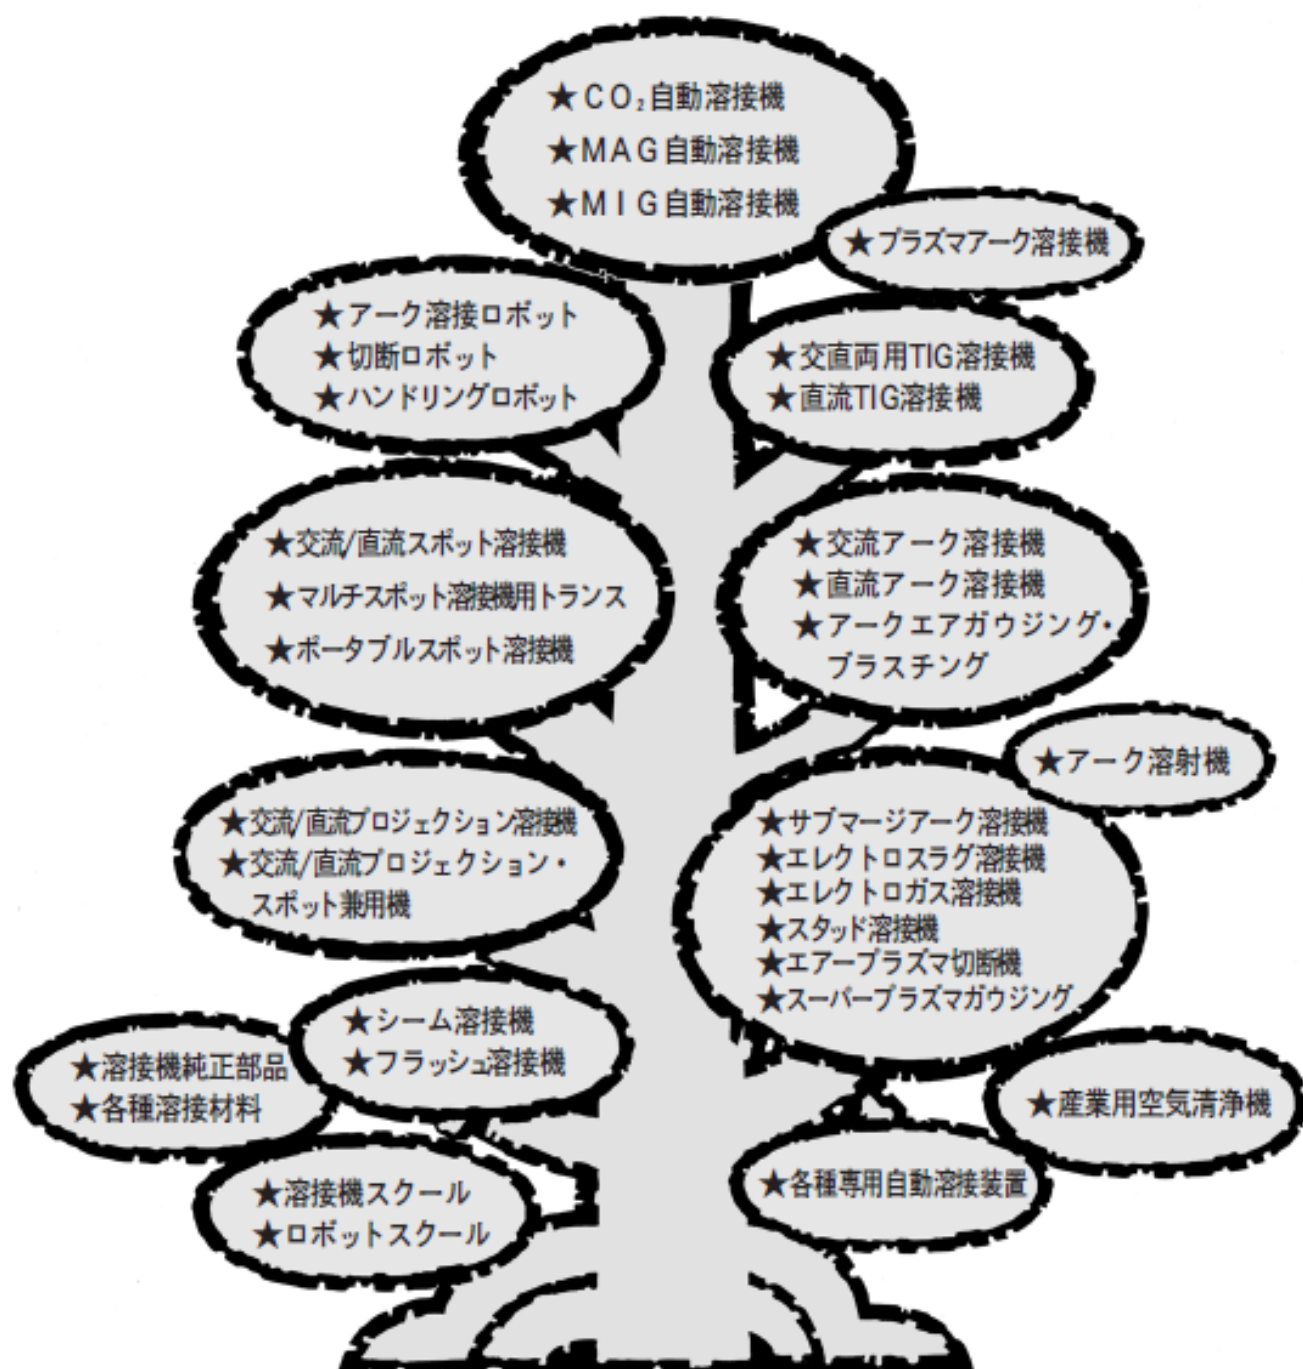 ★CO₂自動溶接機
★MAG自動溶接機
★MIG自動溶接機
★プラズマアーク溶接機
★アーク溶接ロボット
★切断ロボット
★ハンドリングロボット
★交直両用TIG溶接機
★直流TIG溶接機
★交流/直流スポット溶接機
★マルチスポット溶接機用トランス
★ポータブルスポット溶接機
★交流アーク溶接機
★直流アーク溶接機
★アークエアガウジング・
ブラスチング
★アーク溶射機
★交流/直流プロジェクション溶接機
★交流/直流プロジェクション・
スポット兼用機
★サブマージアーク溶接機
★エレクトロスラグ溶接機
★エレクトロガス溶接機
★スタッド溶接機
★エアープラズマ切断機
★スーパープラズマガウジング
★シーム溶接機
★フラッシュ溶接機
★溶接機純正部品
★各種溶接材料
★産業用空気清浄機
★溶接機スクール
★ロボットスクール
★各種専用自動溶接装置